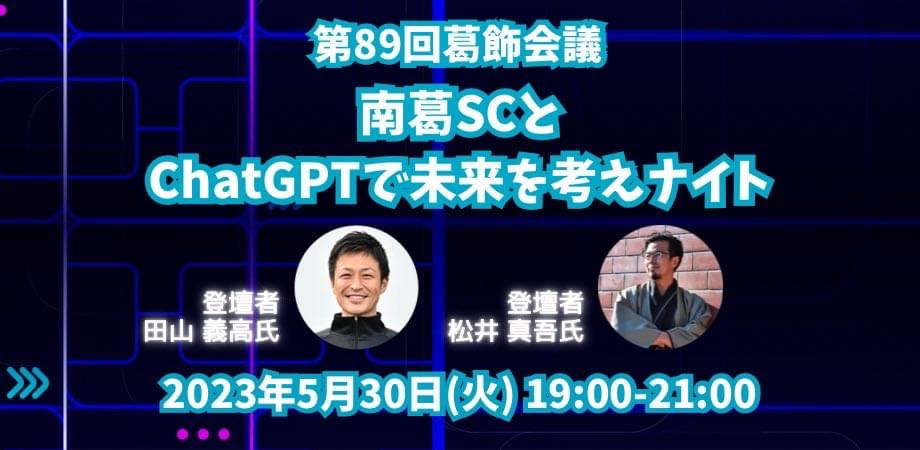 第89回葛飾会議
南葛SCと
ChatGPTで未来を考えナイト
登壇者
田山 義高氏
登壇者
松井 真吾氏
2023年5月30日(火) 19:00-21:00